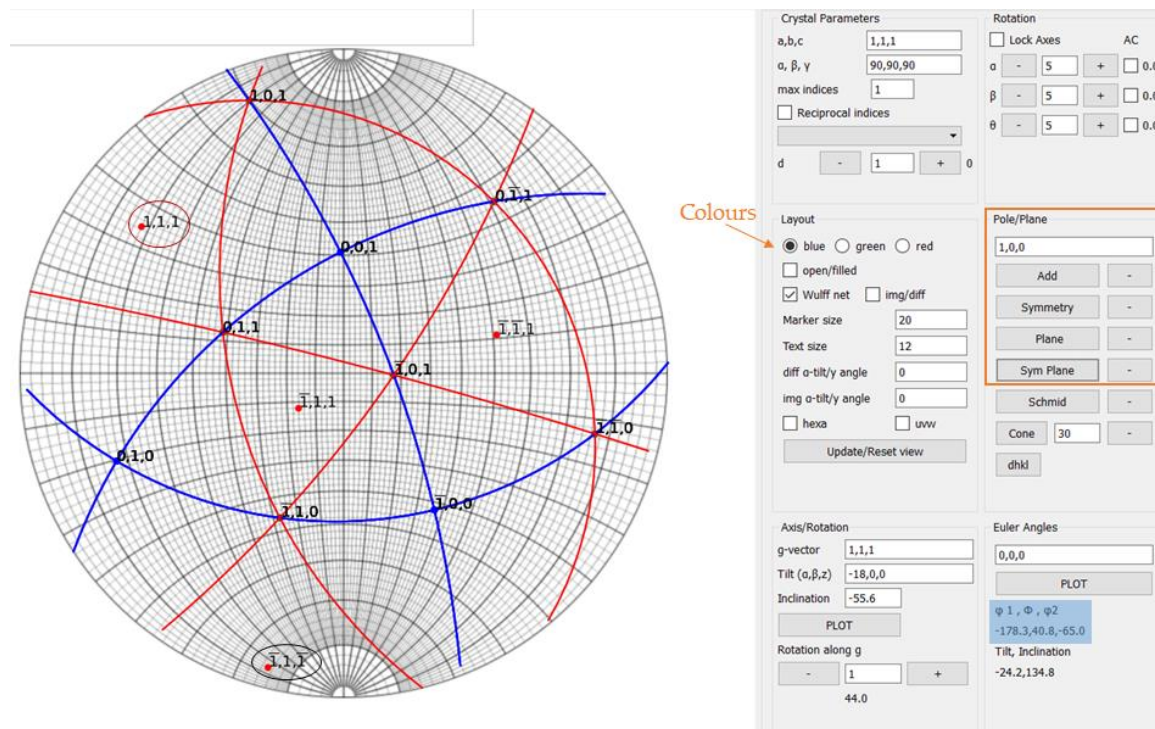 1,0,1
0,1̅,1
1,1,1
0,0,1
0,1,1
1̅,1̅,1
1̅,0,1
1̅,1,1
1̅,1̅,0
0,1,0
1̅,0,0
1̅,1,0
1̅,1,1̅
Colours
Crystal Parameters
a,b,c 1,1,1
α, β, γ 90,90,90
max indices 1
Reciprocal indices
d - 1 + 0
Rotation
Lock Axes AC
α - 5 + 0.0
β - 5 + 0.0
θ - 5 + 0.0
Layout
blue green red
open/filled
Wulff net img/diff
Marker size 20
Text size 12
diff α-tilt/y angle 0
img α-tilt/y angle 0
hexa uvw
Update/Reset view
Pole/Plane
1,0,0
Add -
Symmetry -
Plane -
Sym Plane -
Schmid -
Cone 30 -
dhkl
Axis/Rotation
g-vector 1,1,1
Tilt (α,β,z) -18,0,0
Inclination -55.6
PLOT
Rotation along g
- 1 +
44.0
Euler Angles
0,0,0
PLOT
φ 1 , Φ , φ2
-178.3,40.8,-65.0
Tilt, Inclination
-24.2,134.8